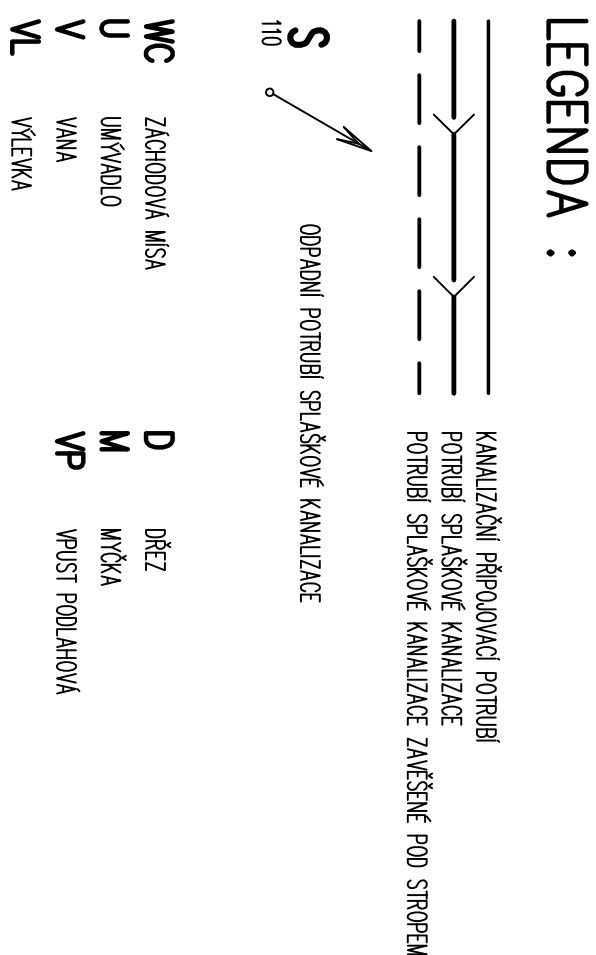 LEGENDA :
KANALIZAČNÍ PŘIPOJOVACÍ POTRUBÍ
POTRUBÍ SPLAŠKOVÉ KANALIZACE
POTRUBÍ SPLAŠKOVÉ KANALIZACE ZAVĚŠENÉ POD STROPEM
S
110
ODPADNÍ POTRUBÍ SPLAŠKOVÉ KANALIZACE
WC ZÁCHODOVÁ MÍSA
U UMÝVADLO
V VANA
VL VÝLEVKA
D DŘEZ
M MYČKA
VP VPUST PODLAHOVÁ